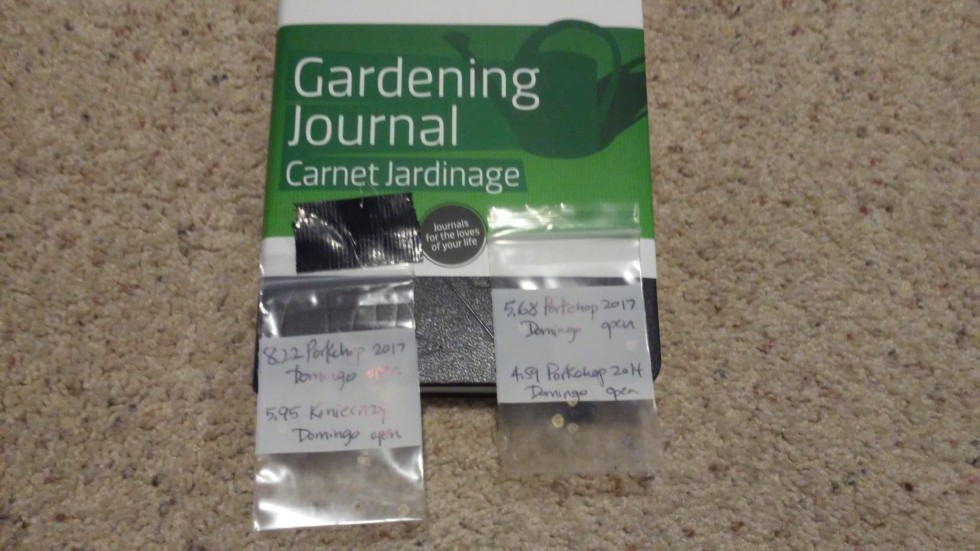 Gardening
Journal
Carnet Jardinage
Journals
for the loves
of your life
8.22 Porkchop 2017
Domingo open
5.95 Konieczny
Domingo open
5.68 Porkchop 2017
Domingo open
4.59 Porkchop 2014
Domingo open